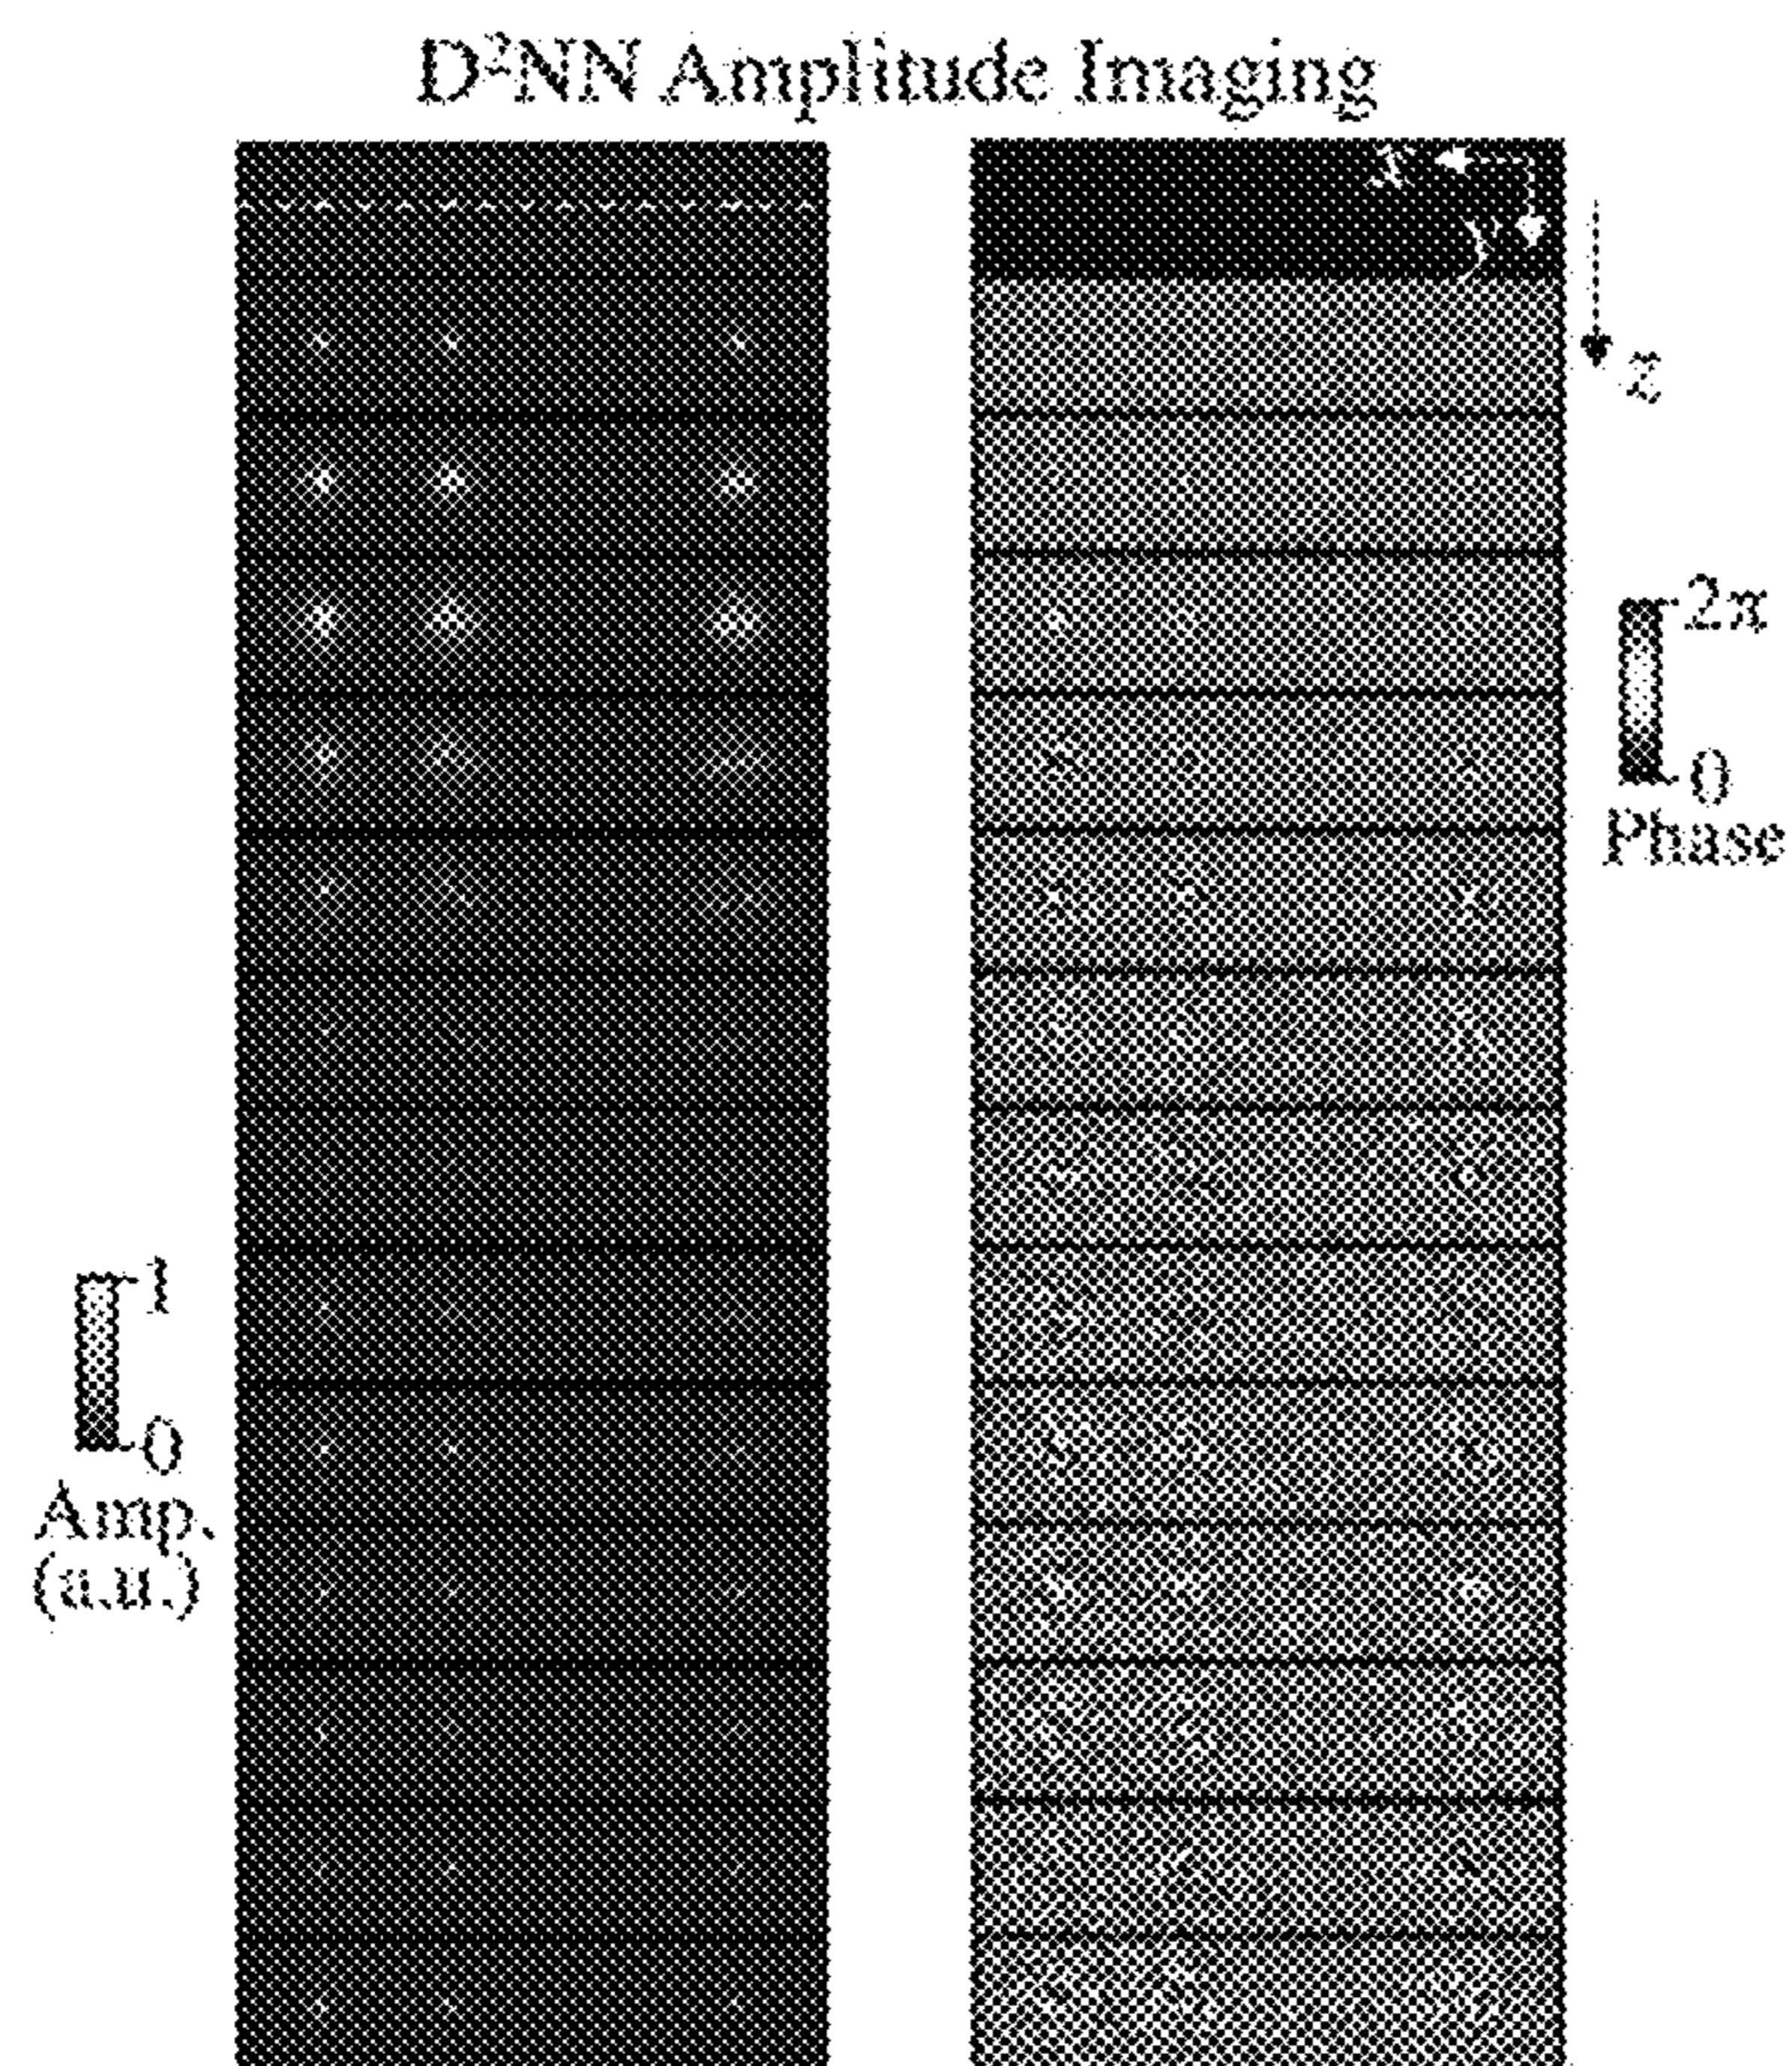 D²NN Amplitude Imaging
x
y
z
2π
0
Phase
1
0
Amp.
(a.u.)